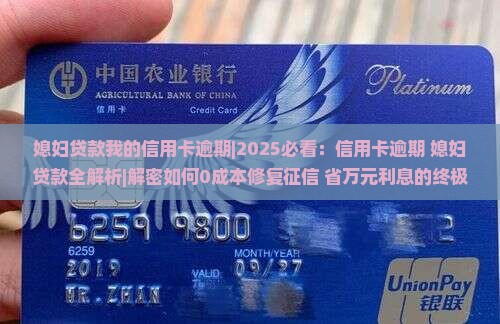 中国农业银行
Platinum
AGRICULTURAL BANK OF CHINA
信用卡
Credit Card
媳妇贷款我的信用卡逾期|2025必看：信用卡逾期 媳妇
贷款全解析|解密如何0成本修复征信 省万元利息的终极
6259 9800
6259
MONTH/YEAR
2019
VALID
09/27
MR.ZHAN
UnionPay
银联